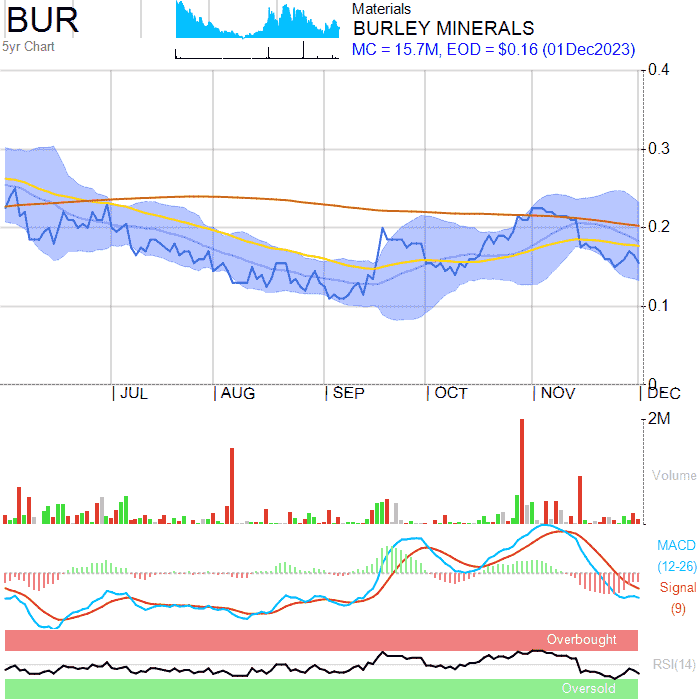 BUR
5yr Chart
Materials
BURLEY MINERALS
MC = 15.7M, EOD = $0.16 (01Dec2023)
0.4
0.3
0.2
0.1
0
JUL AUG SEP OCT NOV DEC
2M
Volume
MACD
(12-26)
Signal
(9)
Overbought
RSI(14)
Oversold